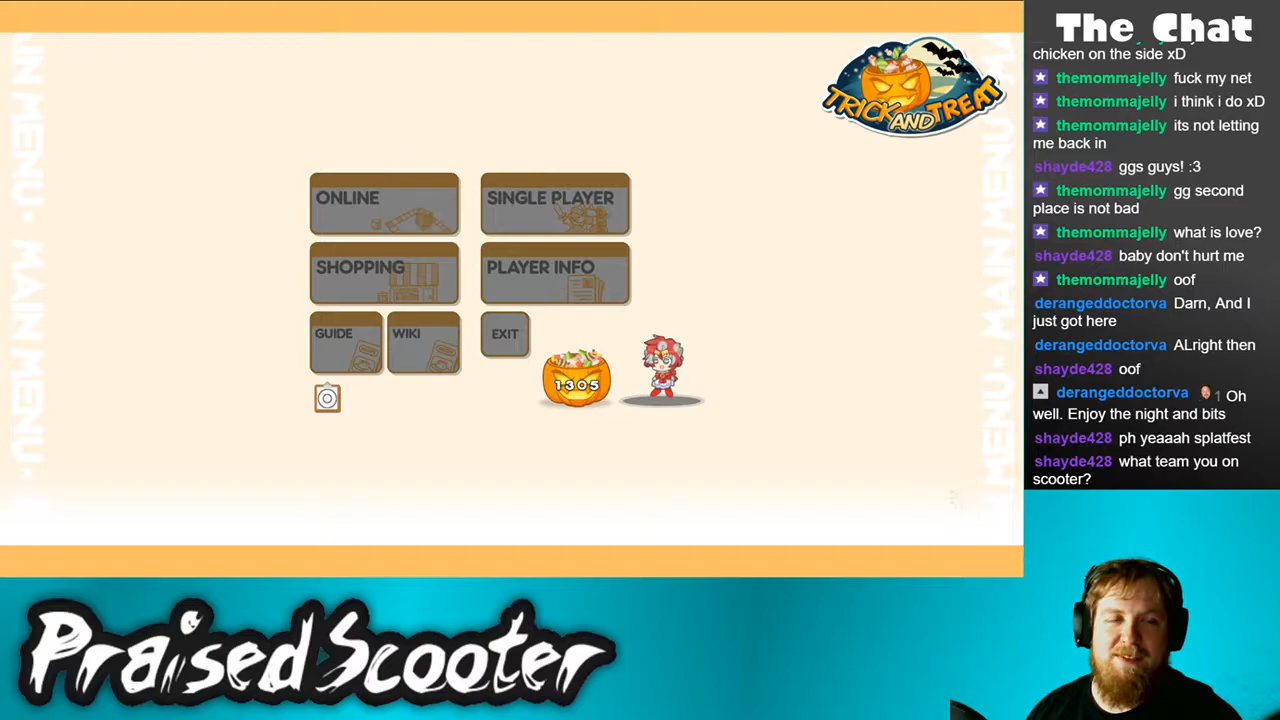 TRICK AND TREAT
MAIN MENU
ONLINE
SINGLE PLAYER
SHOPPING
PLAYER INFO
GUIDE
WIKI
EXIT
1305
MAIN MENU
The Chat
chicken on the side xD
themommajelly fuck my net
themommajelly i think i do xD
themommajelly its not letting
me back in
shayde428 ggs guys! :3
themommajelly gg second
place is not bad
themommajelly what is love?
shayde428 baby don't hurt me
themommajelly oof
derangeddoctorva Darn, And I
just got here
derangeddoctorva ALright then
shayde428 oof
derangeddoctorva 1 Oh
well. Enjoy the night and bits
shayde428 ph yeaaah splatfest
shayde428 what team you on
scooter?
PraisedScooter